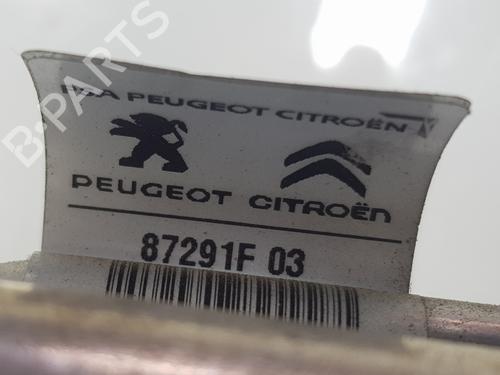 B-PARTS
PSA PEUGEOT CITROËN
PEUGEOT CITROËN
87291F 03